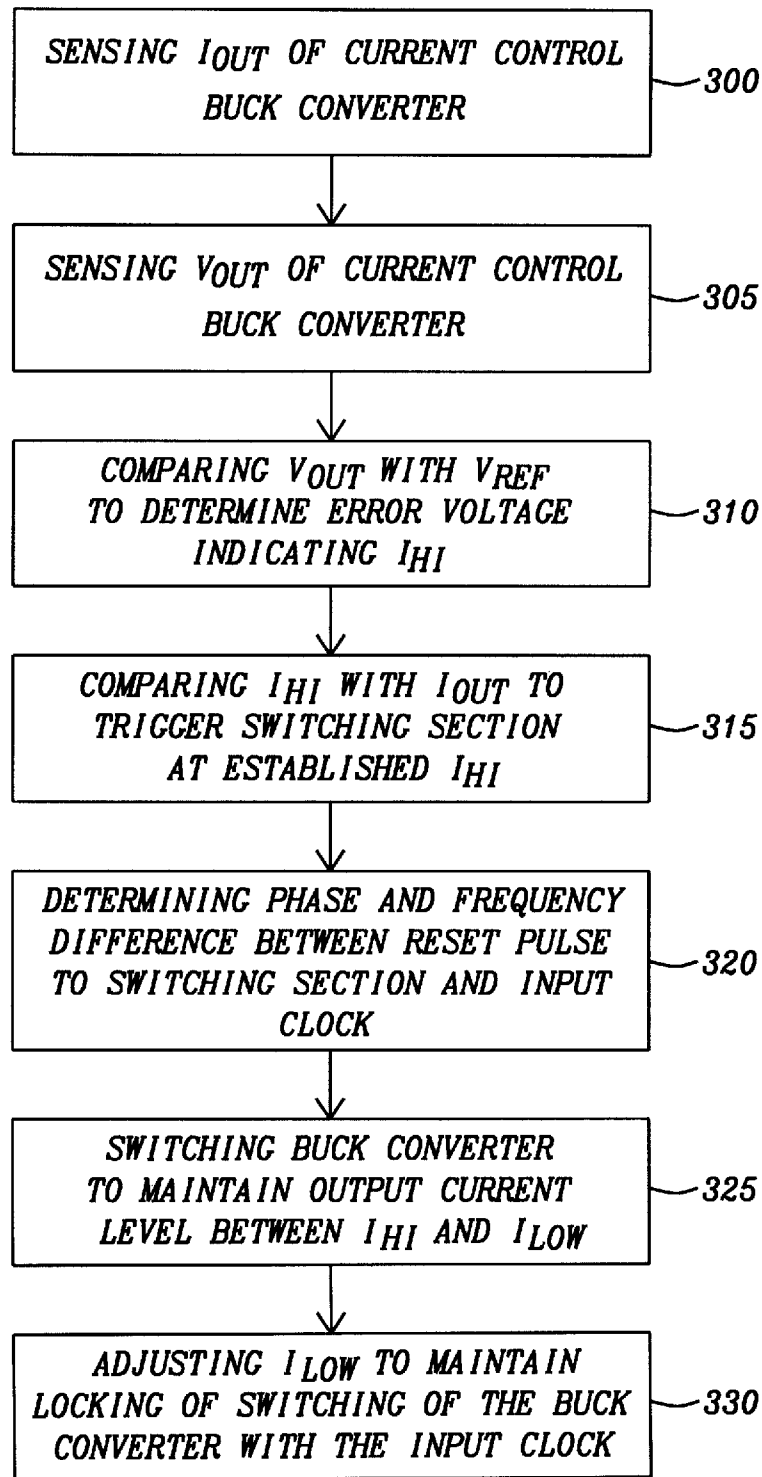 SENSING IOUT OF CURRENT CONTROL
BUCK CONVERTER
300
SENSING VOUT OF CURRENT CONTROL
BUCK CONVERTER
305
COMPARING VOUT WITH VREF
TO DETERMINE ERROR VOLTAGE
INDICATING IHI
310
COMPARING IHI WITH IOUT TO
TRIGGER SWITCHING SECTION
AT ESTABLISHED IHI
315
DETERMINING PHASE AND FREQUENCY
DIFFERENCE BETWEEN RESET PULSE
TO SWITCHING SECTION AND INPUT
CLOCK
320
SWITCHING BUCK CONVERTER
TO MAINTAIN OUTPUT CURRENT
LEVEL BETWEEN IHI AND ILOW
325
ADJUSTING ILOW TO MAINTAIN
LOCKING OF SWITCHING OF THE BUCK
CONVERTER WITH THE INPUT CLOCK
330